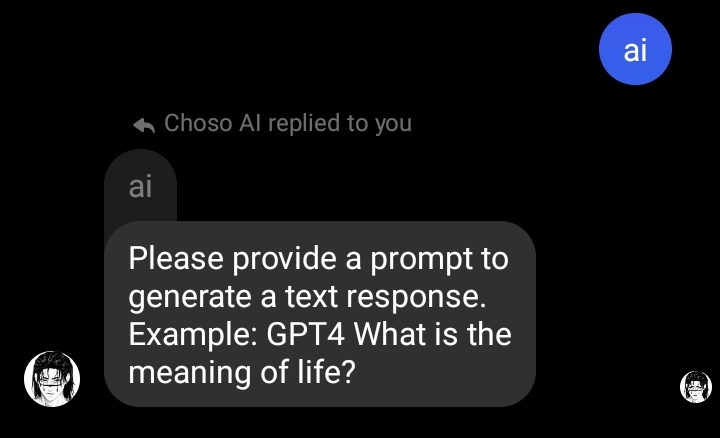 ai
Choso AI replied to you
ai
Please provide a prompt to
generate a text response.
Example: GPT4 What is the
meaning of life?